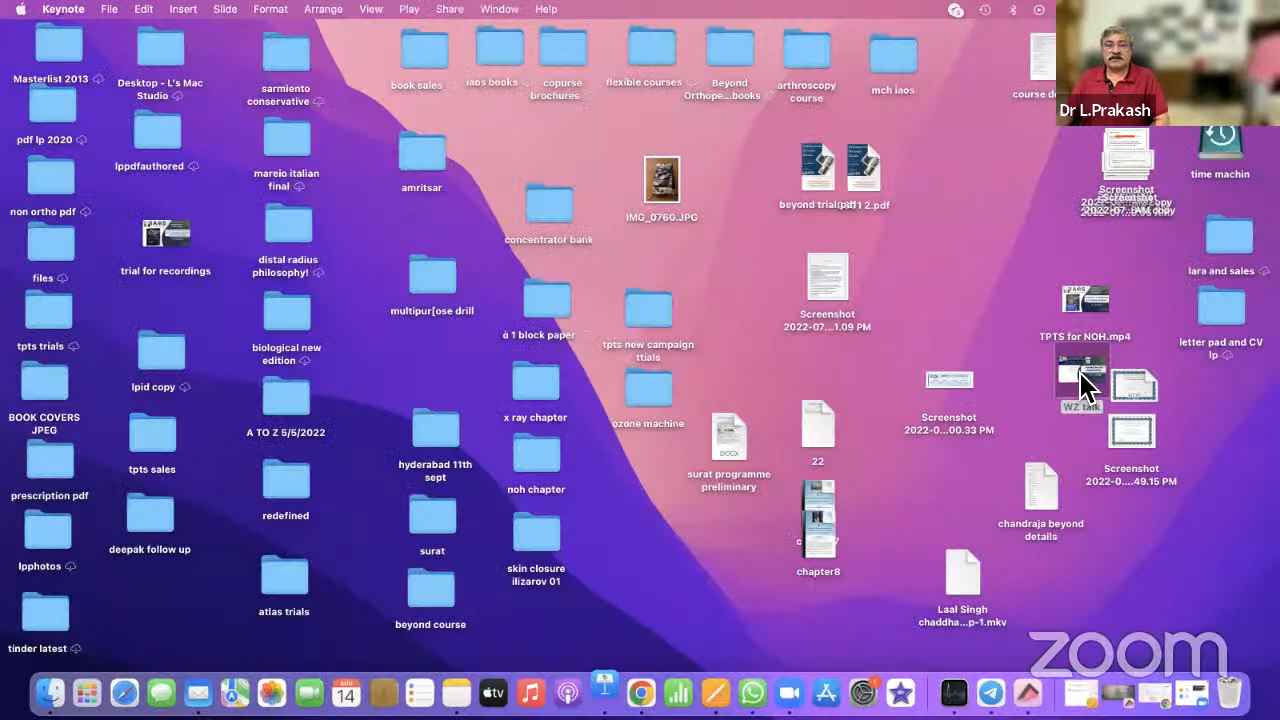 Keynote File Edit Insert Slide Format Arrange View Play Share Window Help
Dr L.Prakash
Masterlist 2013
Desktop - L's Mac
Studio
sarmiento
conservative
book sales
iaos books
copurse
brochures
flexible courses
Beyond
Orthope...books
arthroscopy
course
mch iaos
pdf lp 2020
lppdfauthored
mareio italian
final
amritsar
IMG_0760.JPG
time machin
non ortho pdf
trial for recordings
distal radius
philosophy!
concentrator bank
lara and sales
files
multipur[ose drill
Screenshot
2022-07...1.09 PM
TPTS for NOH.mp4
letter pad and CV
lp
tpts trials
biological new
edition
à 1 block paper
tpts new campaign
ttials
lpid copy
WZ talk
BOOK COVERS
JPEG
A TO Z 5/5/2022
x ray chapter
ozone machine
Screenshot
2022-0...00.33 PM
tpts sales
hyderabad 11th
sept
DOCX
surat programme
preliminary
22
Screenshot
2022-0....49.15 PM
prescription pdf
redefined
noh chapter
chandraja beyond
details
deepak follow up
surat
lpphotos
skin closure
ilizarov 01
chapter8
atlas trials
beyond course
Laal Singh
chaddha...p-1.mkv
tinder latest
zoom
AUG
14
tv